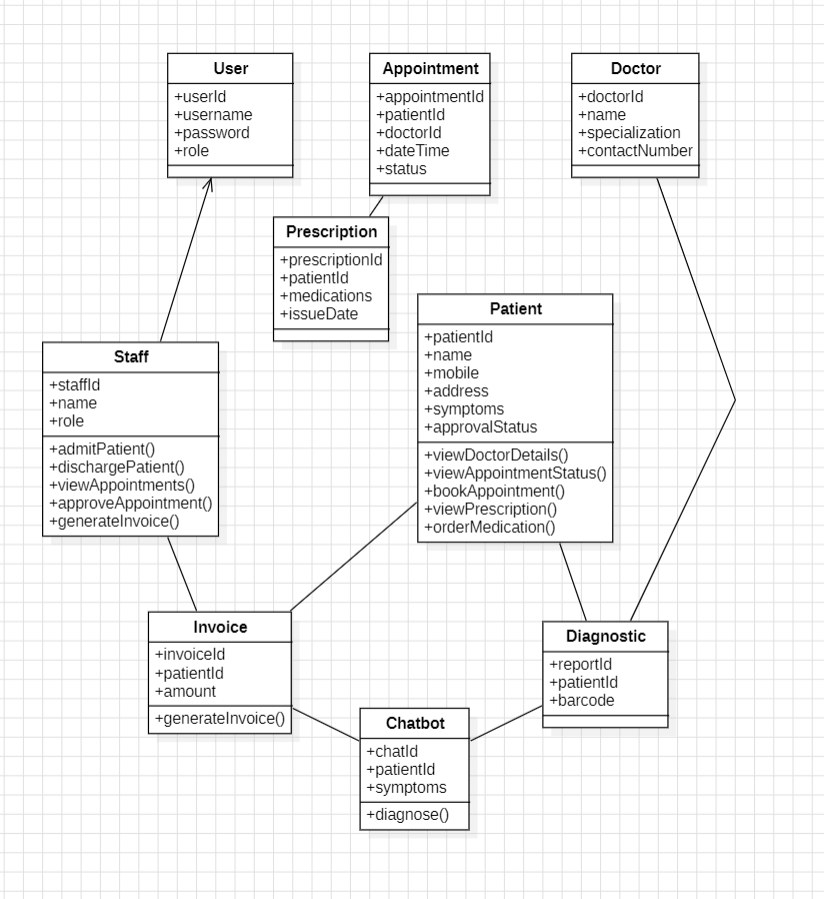 User
+userId
+username
+password
+role
Appointment
+appointmentId
+patientId
+doctorId
+dateTime
+status
Doctor
+doctorId
+name
+specialization
+contactNumber
Prescription
+prescriptionId
+patientId
+medications
+issueDate
Patient
+patientId
+name
+mobile
+address
+symptoms
+approvalStatus
+viewDoctorDetails()
+viewAppointmentStatus()
+bookAppointment()
+viewPrescription()
+orderMedication()
Staff
+staffId
+name
+role
+admitPatient()
+dischargePatient()
+viewAppointments()
+approveAppointment()
+generateInvoice()
Invoice
+invoiceId
+patientId
+amount
+generateInvoice()
Diagnostic
+reportId
+patientId
+barcode
Chatbot
+chatId
+patientId
+symptoms
+diagnose()